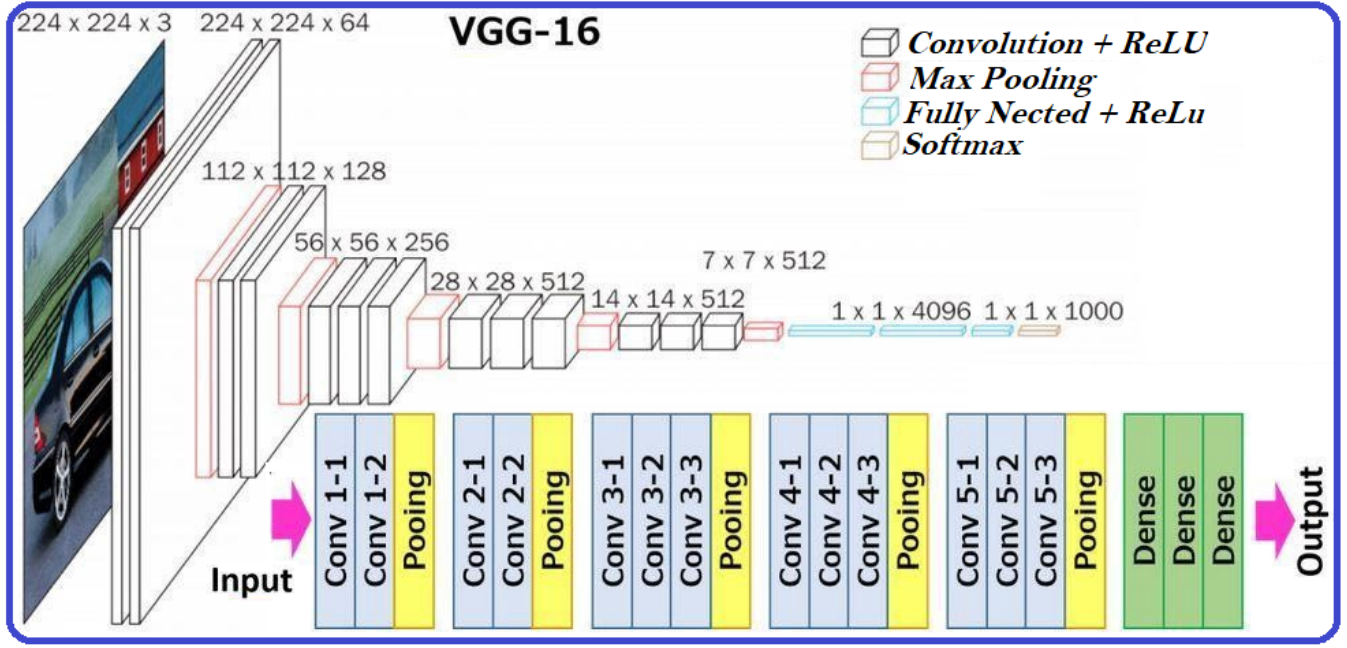 224 x 224 x 3
224 x 224 x 64
VGG-16
Convolution + ReLU
Max Pooling
Fully Nected + ReLu
Softmax
112 x 112 x 128
56 x 56 x 256
28 x 28 x 512
14 x 14 x 512
7 x 7 x 512
1 x 1 x 4096
1 x 1 x 1000
Input
Conv 1-1
Conv 1-2
Pooing
Conv 2-1
Conv 2-2
Pooing
Conv 3-1
Conv 3-2
Conv 3-3
Pooing
Conv 4-1
Conv 4-2
Conv 4-3
Pooing
Conv 5-1
Conv 5-2
Conv 5-3
Pooing
Dense
Dense
Dense
Output